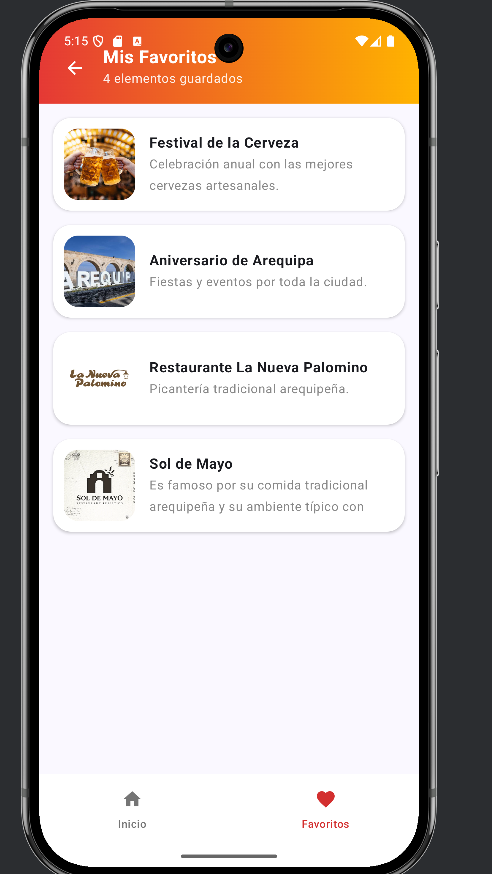 5:15
Mis Favoritos
4 elementos guardados
Festival de la Cerveza
Celebración anual con las mejores
cervezas artesanales.
AREQUIP
Aniversario de Arequipa
Fiestas y eventos por toda la ciudad.
La Nueva
Palomino
Restaurante La Nueva Palomino
Picantería tradicional arequipeña.
SOL DE MAYO
Sol de Mayo
Es famoso por su comida tradicional
arequipeña y su ambiente típico con
Inicio
Favoritos